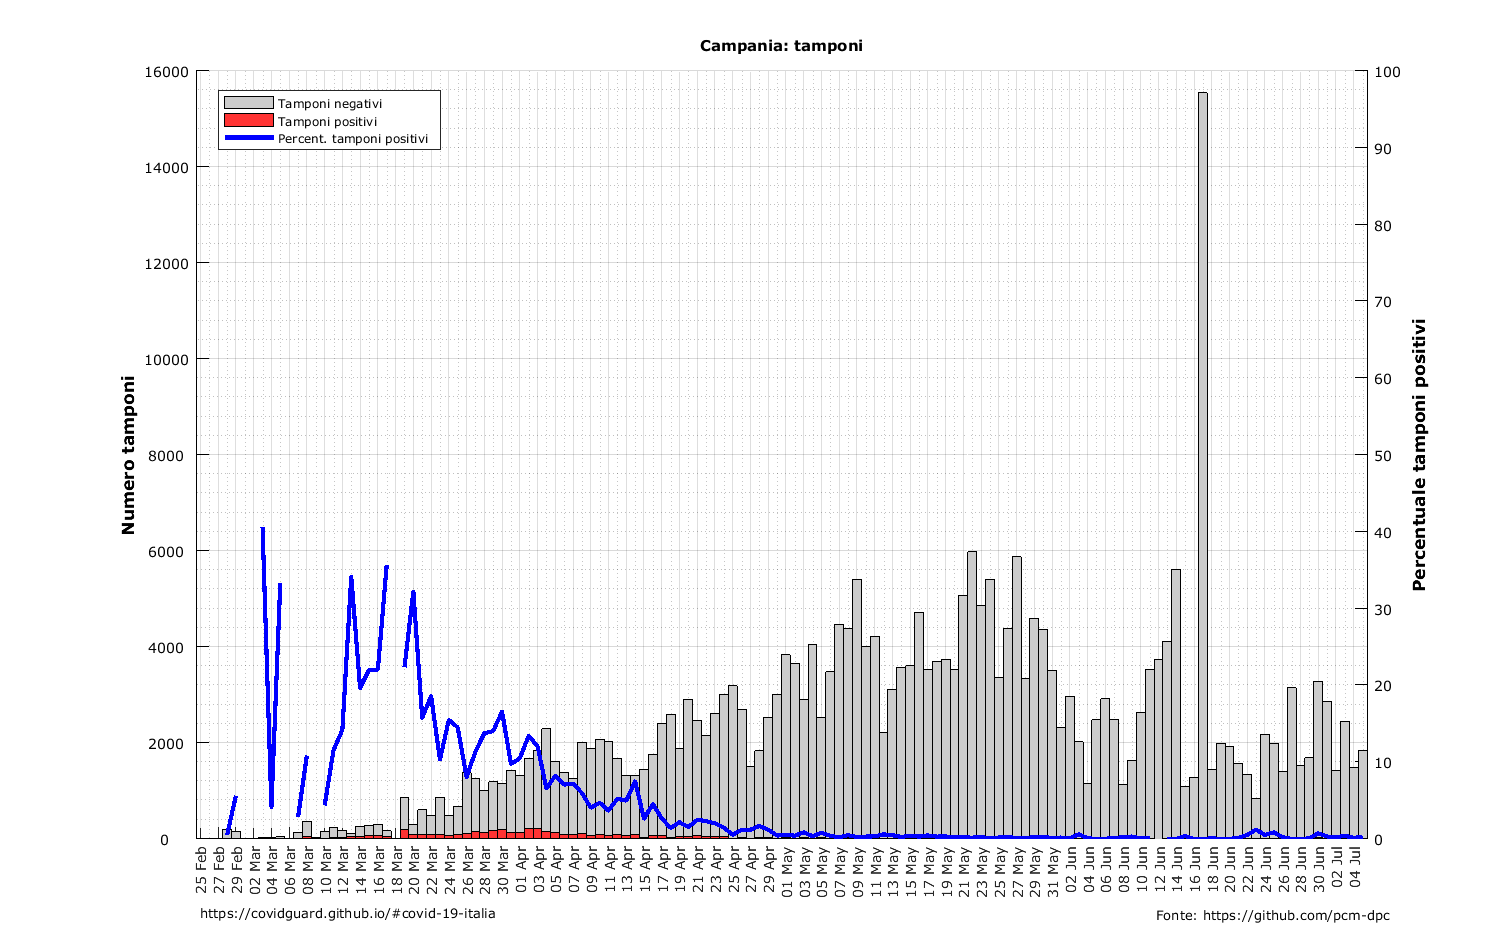 Campania: tamponi
16000
14000
12000
10000
8000
6000
4000
2000
0
Numero tamponi
Tamponi negativi
Tamponi positivi
Percent. tamponi positivi
100
90
80
70
60
50
40
30
20
10
0
Percentuale tamponi positivi
25 Feb
27 Feb
29 Feb
02 Mar
04 Mar
06 Mar
08 Mar
10 Mar
12 Mar
14 Mar
16 Mar
18 Mar
20 Mar
22 Mar
24 Mar
26 Mar
28 Mar
30 Mar
01 Apr
03 Apr
05 Apr
07 Apr
09 Apr
11 Apr
13 Apr
15 Apr
17 Apr
19 Apr
21 Apr
23 Apr
25 Apr
27 Apr
29 Apr
01 May
03 May
05 May
07 May
09 May
11 May
13 May
15 May
17 May
19 May
21 May
23 May
25 May
27 May
29 May
31 May
02 Jun
04 Jun
06 Jun
08 Jun
10 Jun
12 Jun
14 Jun
16 Jun
18 Jun
20 Jun
22 Jun
24 Jun
26 Jun
28 Jun
30 Jun
02 Jul
04 Jul
https://covidguard.github.io/#covid-19-italia
Fonte: https://github.com/pcm-dpc